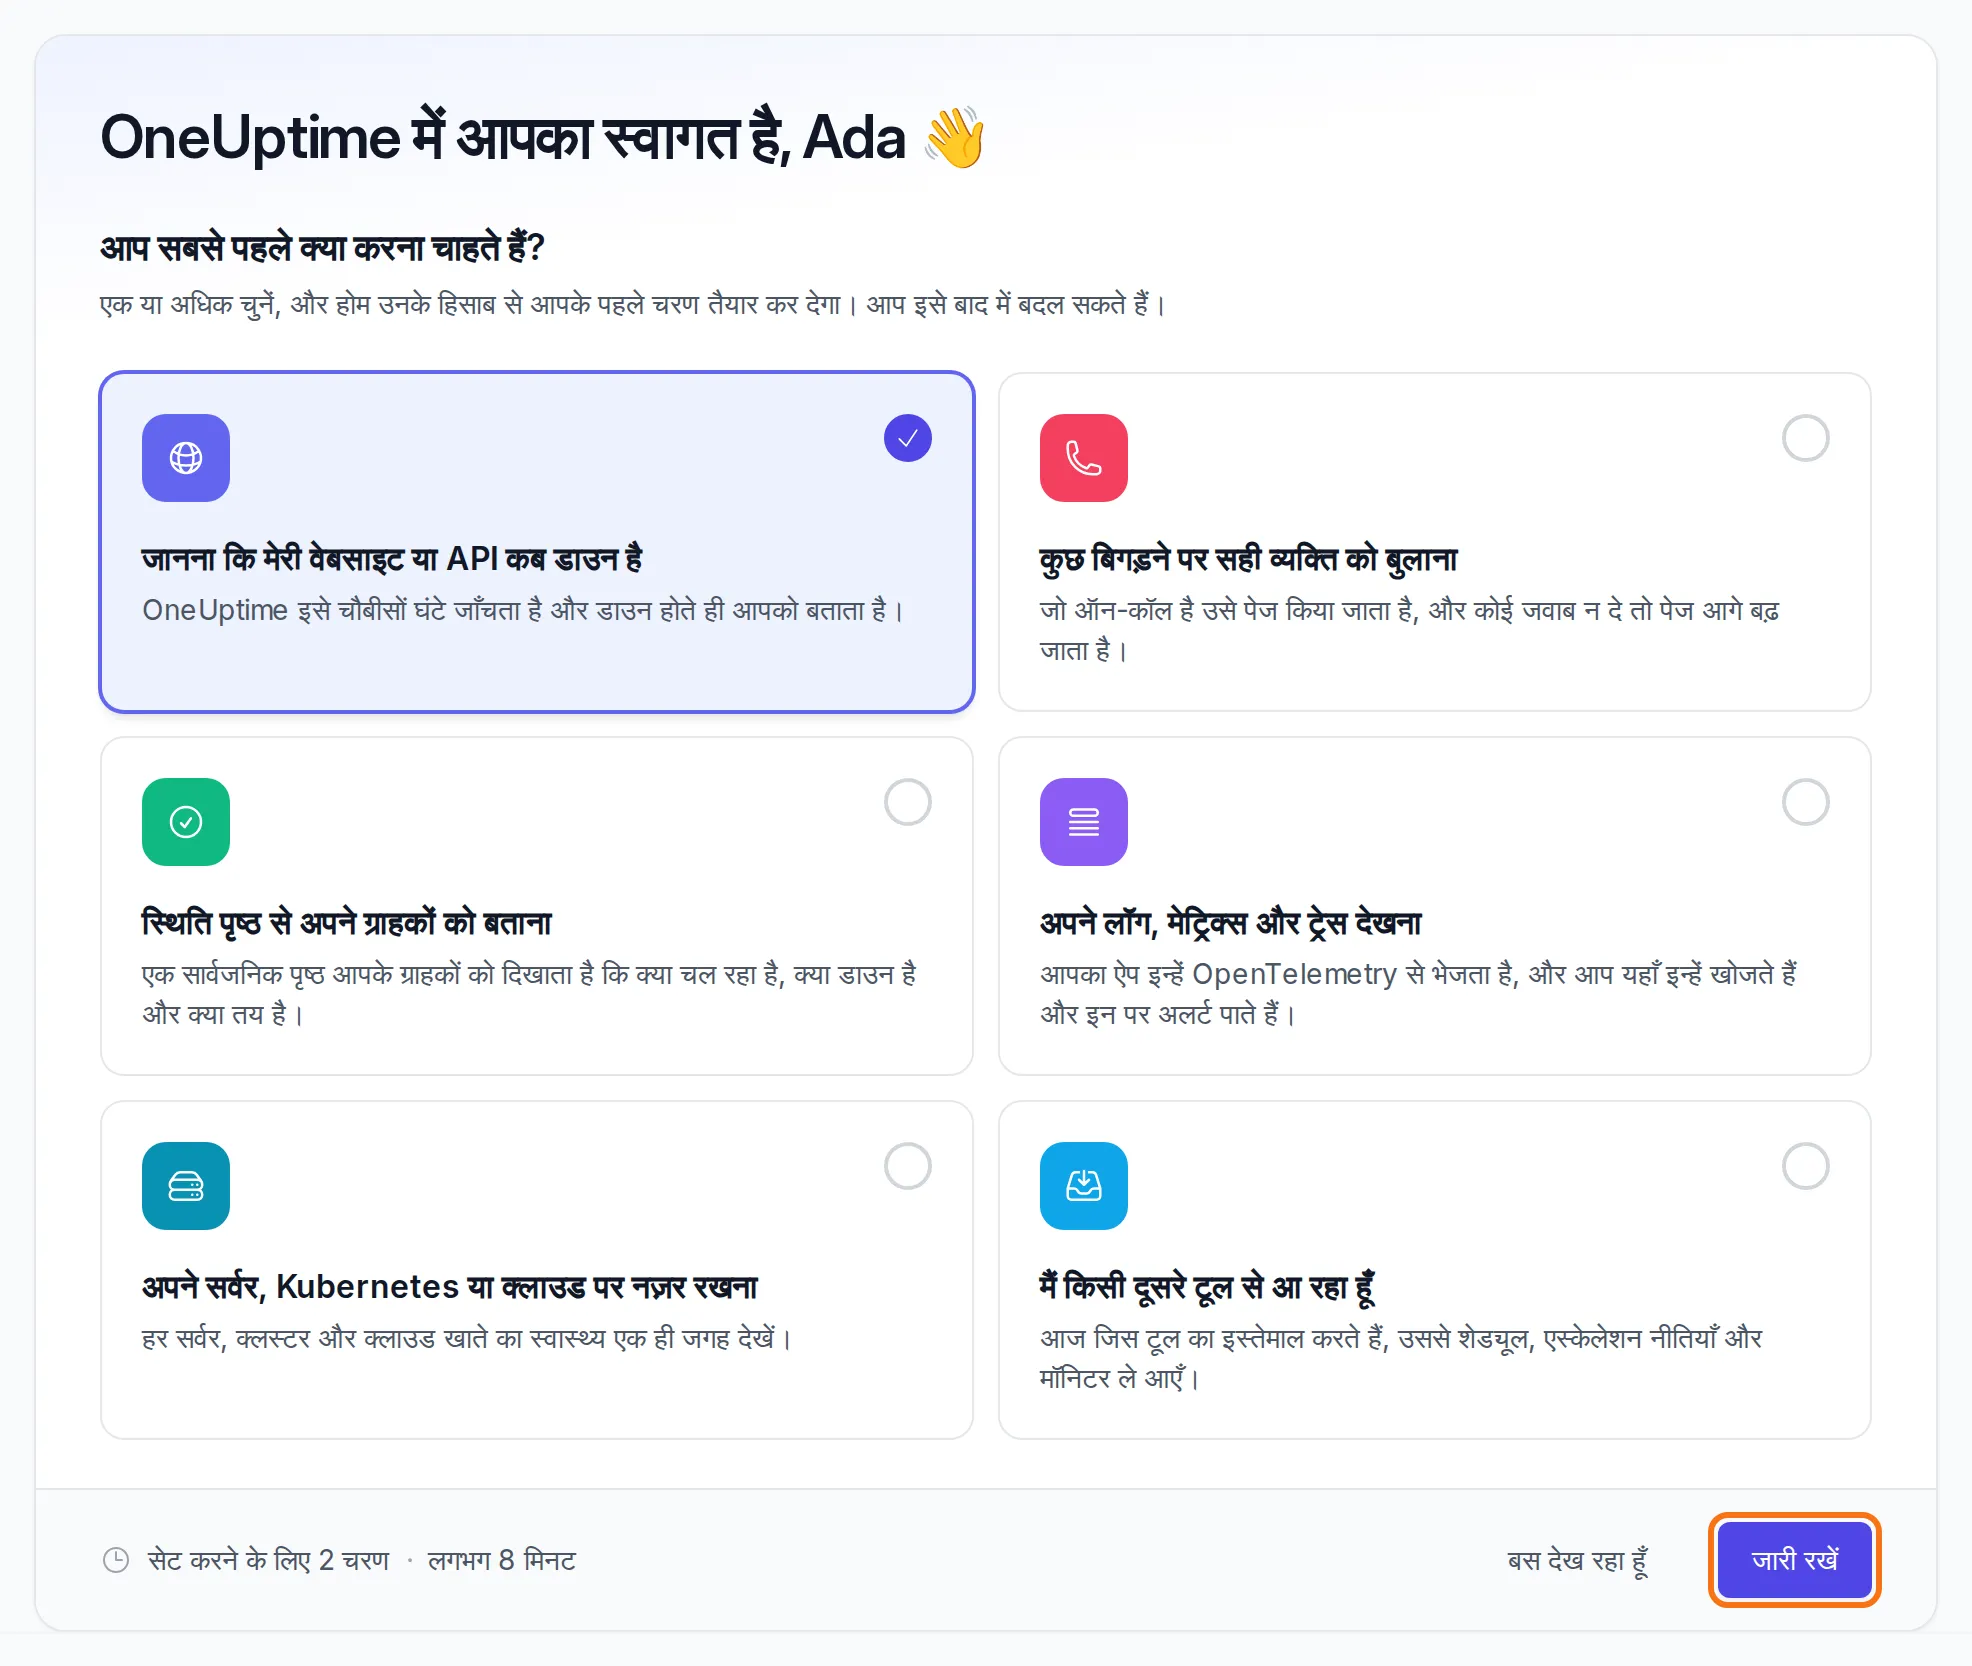 OneUptime में आपका स्वागत है, Ada 👋
आप सबसे पहले क्या करना चाहते हैं?
एक या अधिक चुनें, और होम उनके हिसाब से आपके पहले चरण तैयार कर देगा। आप इसे बाद में बदल सकते हैं।
जानना कि मेरी वेबसाइट या API कब डाउन है
OneUptime इसे चौबीसों घंटे जाँचता है और डाउन होते ही आपको बताता है।
कुछ बिगड़ने पर सही व्यक्ति को बुलाना
जो ऑन-कॉल है उसे पेज किया जाता है, और कोई जवाब न दे तो पेज आगे बढ़
जाता है।
स्थिति पृष्ठ से अपने ग्राहकों को बताना
एक सार्वजनिक पृष्ठ आपके ग्राहकों को दिखाता है कि क्या चल रहा है, क्या डाउन है
और क्या तय है।
अपने लॉग, मेट्रिक्स और ट्रेस देखना
आपका ऐप इन्हें OpenTelemetry से भेजता है, और आप यहाँ इन्हें खोजते हैं
और इन पर अलर्ट पाते हैं।
अपने सर्वर, Kubernetes या क्लाउड पर नज़र रखना
हर सर्वर, क्लस्टर और क्लाउड खाते का स्वास्थ्य एक ही जगह देखें।
मैं किसी दूसरे टूल से आ रहा हूँ
आज जिस टूल का इस्तेमाल करते हैं, उससे शेड्यूल, एस्केलेशन नीतियाँ और
मॉनिटर ले आएँ।
सेट करने के लिए 2 चरण · लगभग 8 मिनट
बस देख रहा हूँ
जारी रखें